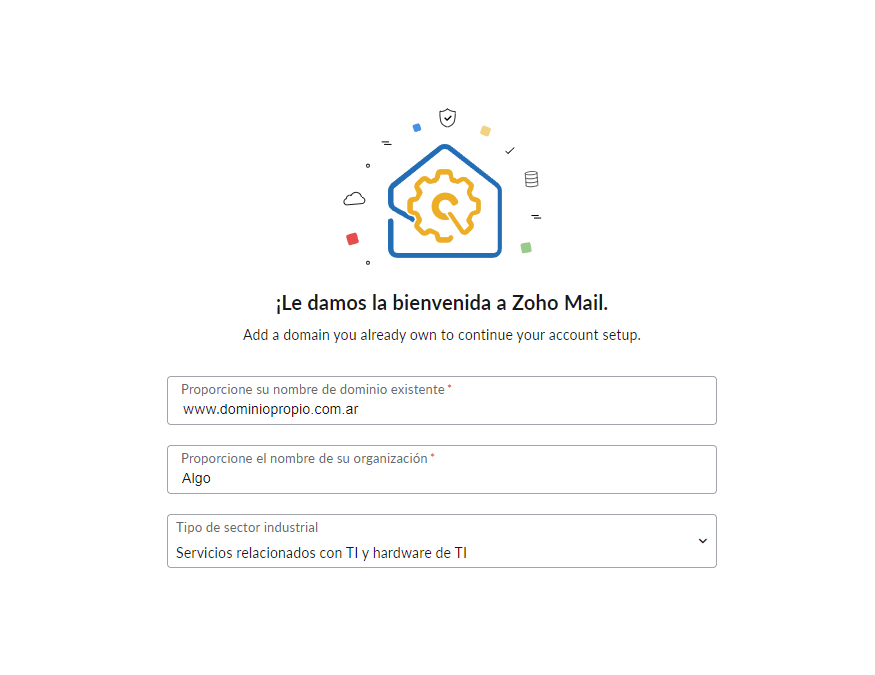 ¡Le damos la bienvenida a Zoho Mail.
Add a domain you already own to continue your account setup.
Proporcione su nombre de dominio existente*
www.dominiopropio.com.ar
Proporcione el nombre de su organización*
Algo
Tipo de sector industrial
Servicios relacionados con TI y hardware de TI